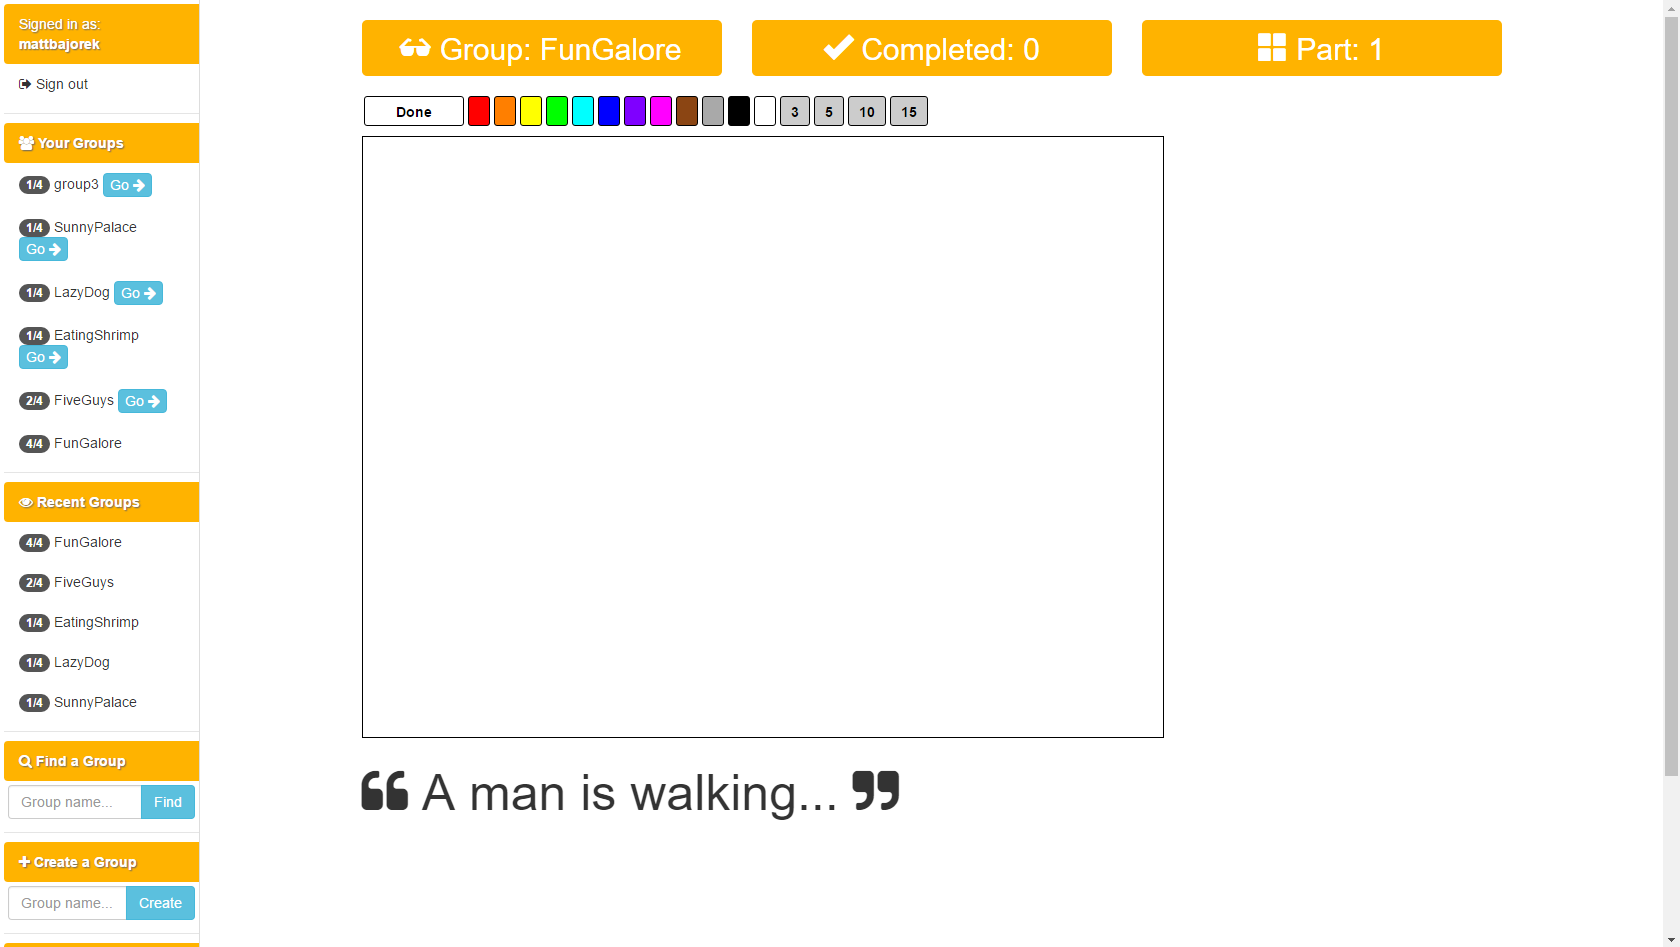 Signed in as:
mattbajorek
Sign out
Your Groups
1/4 group3 Go
1/4 SunnyPalace
Go
1/4 LazyDog Go
1/4 EatingShrimp
Go
2/4 FiveGuys Go
4/4 FunGalore
Recent Groups
4/4 FunGalore
2/4 FiveGuys
1/4 EatingShrimp
1/4 LazyDog
1/4 SunnyPalace
Find a Group
Group name... Find
Create a Group
Group name... Create
Group: FunGalore
Completed: 0
Part: 1
Done 3 5 10 15
“ A man is walking... ”